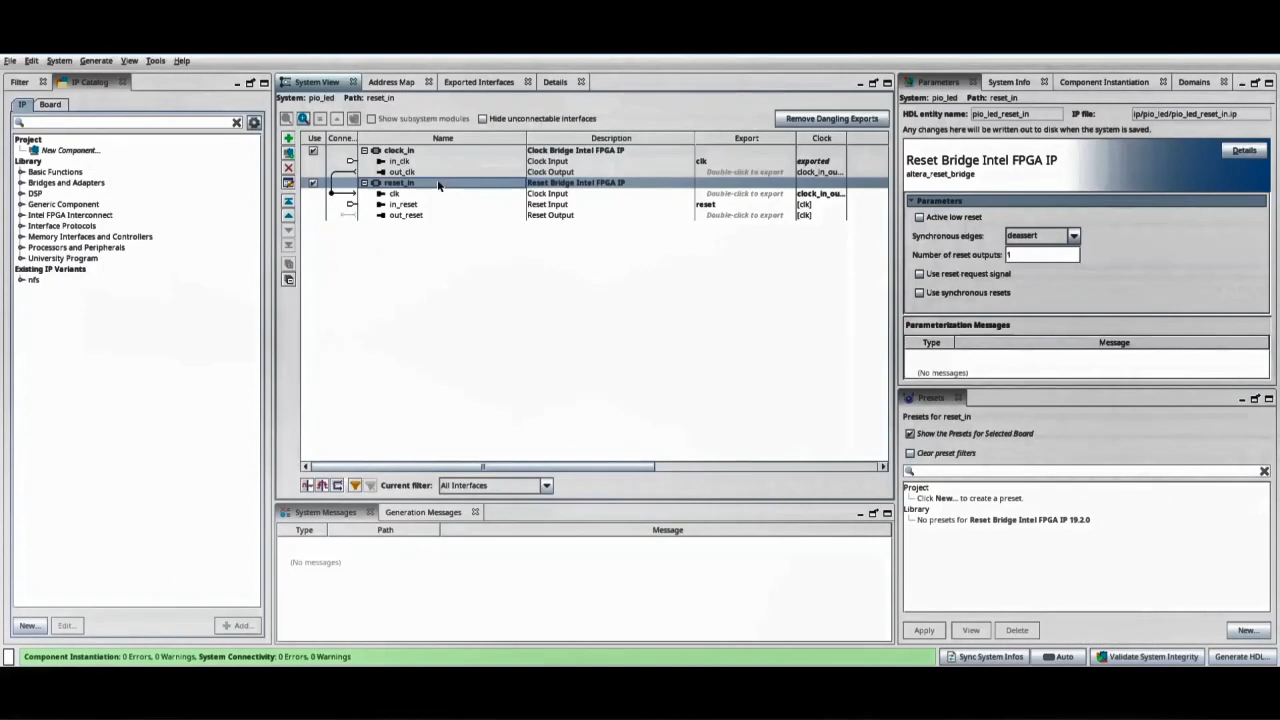 File Edit System Generate View Tools Help
Filter IP Catalog
IP Board
Project
New Component...
Library
Basic Functions
Bridges and Adapters
DSP
Generic Component
Intel FPGA Interconnect
Interface Protocols
Memory Interfaces and Controllers
Processors and Peripherals
University Program
Existing IP Variants
nfs
New... Edit... Add...
System View Address Map Exported Interfaces Details
System: pio_led Path: reset_in
Show subsystem modules Hide unconnectable interfaces Remove Dangling Exports
Use Conne... Name Description Export Clock
clock_in Clock Bridge Intel FPGA IP
in_clk Clock Input clk exported
out_clk Clock Output Double-click to export clock_in_ou...
reset_in Reset Bridge Intel FPGA IP
clk Clock Input Double-click to export clock_in_ou...
in_reset Reset Input reset [clk]
out_reset Reset Output Double-click to export [clk]
Current filter: All Interfaces
System Messages Generation Messages
Type Path Message
(No messages)
Parameters System Info Component Instantiation Domains
System: pio_led Path: reset_in
HDL entity name: pio_led_reset_in IP file: ip/pio_led/pio_led_reset_in.ip
Any changes here will be written out to disk when the system is saved.
Reset Bridge Intel FPGA IP Details
altera_reset_bridge
Parameters
Active low reset
Synchronous edges: deassert
Number of reset outputs: 1
Use reset request signal
Use synchronous resets
Parameterization Messages
Type Message
(No messages)
Presets
Presets for reset_in
Show the Presets for Selected Board
Clear preset filters
Project
Click New... to create a preset.
Library
No presets for Reset Bridge Intel FPGA IP 19.2.0
Apply View Delete New...
Component Instantiation: 0 Errors, 0 Warnings, System Connectivity: 0 Errors, 0 Warnings
Sync System Infos Auto Validate System Integrity Generate HDL...